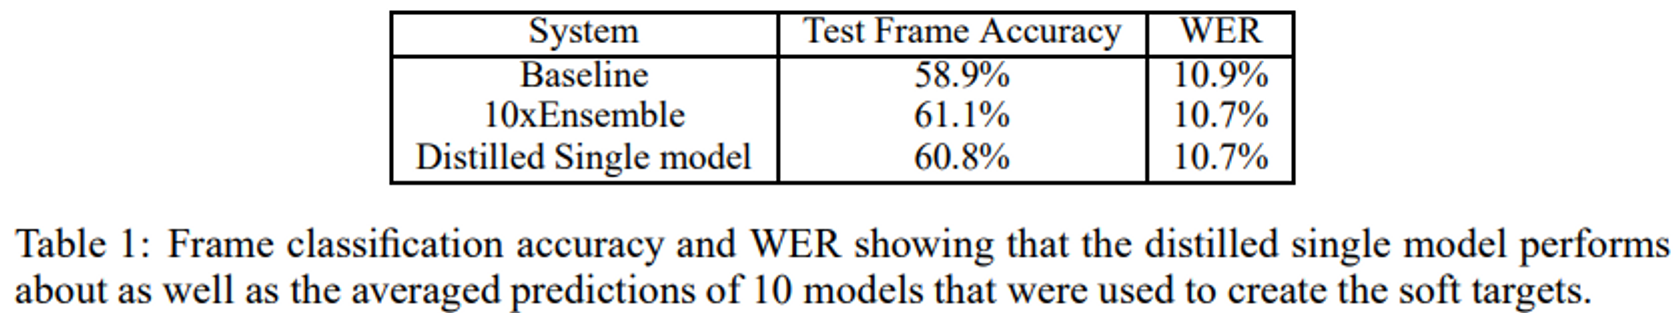 System Test Frame Accuracy WER
Baseline 58.9% 10.9%
10xEnsemble 61.1% 10.7%
Distilled Single model 60.8% 10.7%
Table 1: Frame classification accuracy and WER showing that the distilled single model performs
about as well as the averaged predictions of 10 models that were used to create the soft targets.